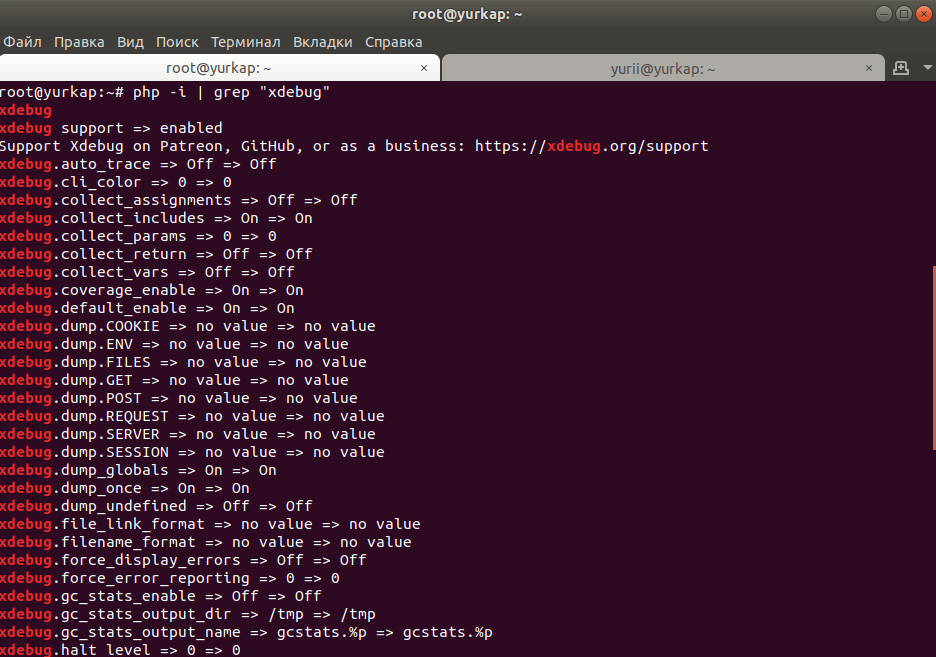 root@yurkap: ~
Файл Правка Вид Поиск Терминал Вкладки Справка
root@yurkap: ~ × yurii@yurkap: ~ ×
root@yurkap:~# php -i | grep "xdebug"
xdebug
xdebug support => enabled
Support Xdebug on Patreon, GitHub, or as a business: https://xdebug.org/support
xdebug.auto_trace => Off => Off
xdebug.cli_color => 0 => 0
xdebug.collect_assignments => Off => Off
xdebug.collect_includes => On => On
xdebug.collect_params => 0 => 0
xdebug.collect_return => Off => Off
xdebug.collect_vars => Off => Off
xdebug.coverage_enable => On => On
xdebug.default_enable => On => On
xdebug.dump.COOKIE => no value => no value
xdebug.dump.ENV => no value => no value
xdebug.dump.FILES => no value => no value
xdebug.dump.GET => no value => no value
xdebug.dump.POST => no value => no value
xdebug.dump.REQUEST => no value => no value
xdebug.dump.SERVER => no value => no value
xdebug.dump.SESSION => no value => no value
xdebug.dump_globals => On => On
xdebug.dump_once => On => On
xdebug.dump_undefined => Off => Off
xdebug.file_link_format => no value => no value
xdebug.filename_format => no value => no value
xdebug.force_display_errors => Off => Off
xdebug.force_error_reporting => 0 => 0
xdebug.gc_stats_enable => Off => Off
xdebug.gc_stats_output_dir => /tmp => /tmp
xdebug.gc_stats_output_name => gcstats.%p => gcstats.%p
xdebug.halt_level => 0 => 0